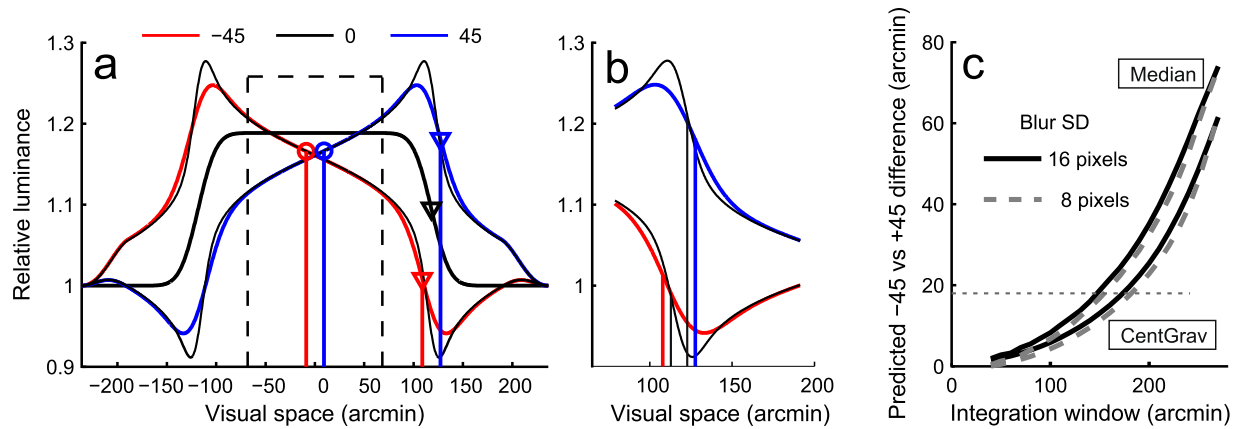 a
−45 0 45
1.3
1.2
1.1
1
0.9
Relative luminance
−200 −150 −100 −50 0 50 100 150 200
Visual space (arcmin)
b
1.3
1.2
1.1
1
0.9
100 150 200
Visual space (arcmin)
c
Predicted −45 vs +45 difference (arcmin)
80
60
40
20
0
Median
Blur SD
16 pixels
8 pixels
CentGrav
0 100 200
Integration window (arcmin)